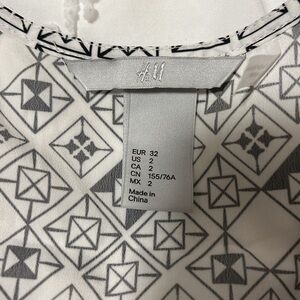 H&M
EUR 32
US 2
CA 2
CN 155/76A
MX 2
Made in
China